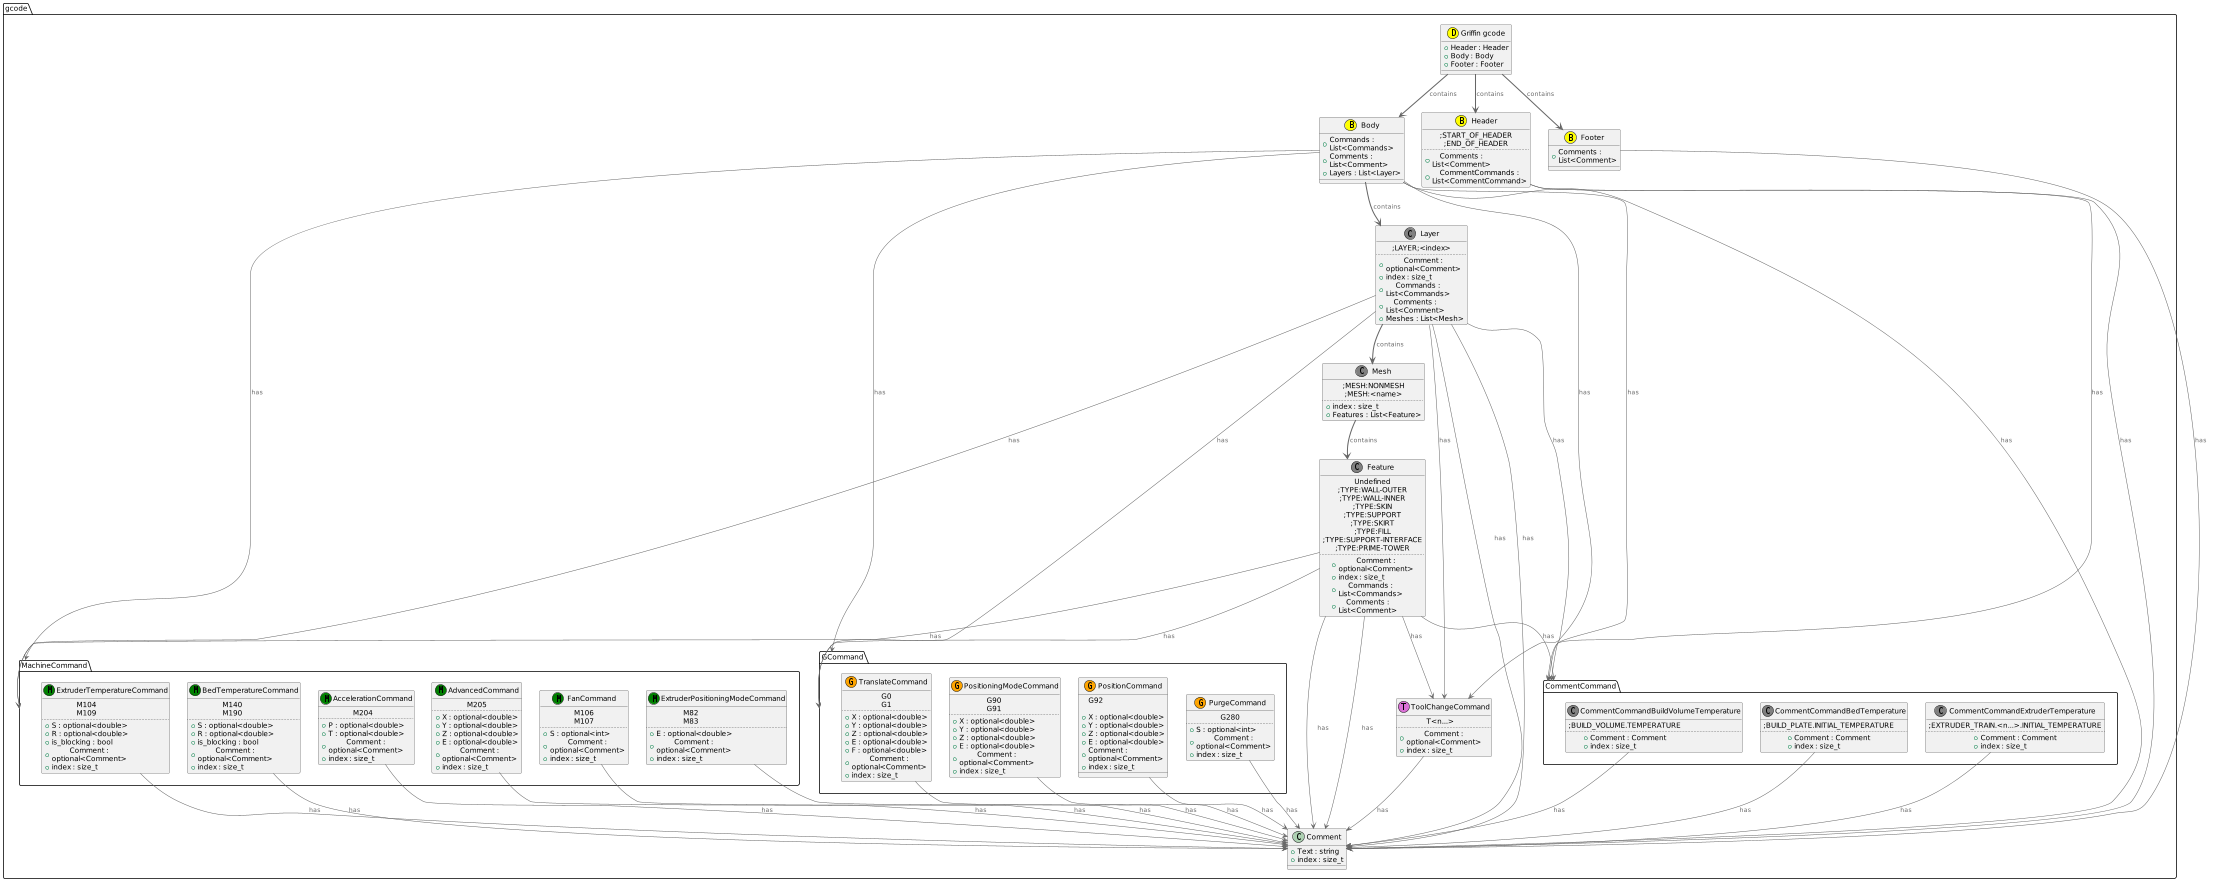 gcode
D Griffin gcode
Header : Header
Body : Body
Footer : Footer
contains
contains
contains
B Body
Commands :
List<Commands>
Comments :
List<Comment>
Layers : List<Layer>
B Header
;START_OF_HEADER
;END_OF_HEADER
Comments :
List<Comment>
CommentCommands :
List<CommentCommand>
B Footer
Comments :
List<Comment>
contains
C Layer
;LAYER;<index>
Comment :
optional<Comment>
index : size_t
Commands :
List<Commands>
Comments :
List<Comment>
Meshes : List<Mesh>
contains
C Mesh
;MESH:NONMESH
;MESH:<name>
index : size_t
Features : List<Feature>
has
has
has
has
has
has
has
has
has
has
has
contains
C Feature
Undefined
;TYPE:WALL-OUTER
;TYPE:WALL-INNER
;TYPE:SKIN
;TYPE:SUPPORT
;TYPE:SKIRT
;TYPE:FILL
;TYPE:SUPPORT-INTERFACE
;TYPE:PRIME-TOWER
Comment :
optional<Comment>
index : size_t
Commands :
List<Commands>
Comments :
List<Comment>
has
has
has
has
has
has
has
has
MachineCommand
M ExtruderTemperatureCommand
M104
M109
S : optional<double>
R : optional<double>
is_blocking : bool
Comment :
optional<Comment>
index : size_t
M BedTemperatureCommand
M140
M190
S : optional<double>
R : optional<double>
is_blocking : bool
Comment :
optional<Comment>
index : size_t
M AccelerationCommand
M204
P : optional<double>
T : optional<double>
Comment :
optional<Comment>
index : size_t
M AdvancedCommand
M205
X : optional<double>
Y : optional<double>
Z : optional<double>
E : optional<double>
Comment :
optional<Comment>
index : size_t
M FanCommand
M106
M107
S : optional<int>
Comment :
optional<Comment>
index : size_t
M ExtruderPositioningModeCommand
M82
M83
E : optional<double>
Comment :
optional<Comment>
index : size_t
GCommand
G TranslateCommand
G0
G1
X : optional<double>
Y : optional<double>
Z : optional<double>
E : optional<double>
F : optional<double>
Comment :
optional<Comment>
index : size_t
G PositioningModeCommand
G90
G91
X : optional<double>
Y : optional<double>
Z : optional<double>
E : optional<double>
Comment :
optional<Comment>
index : size_t
G PositionCommand
G92
X : optional<double>
Y : optional<double>
Z : optional<double>
E : optional<double>
Comment :
optional<Comment>
index : size_t
G PurgeCommand
G280
S : optional<int>
Comment :
optional<Comment>
index : size_t
T ToolChangeCommand
T<n...>
Comment :
optional<Comment>
index : size_t
CommentCommand
C CommentCommandBuildVolumeTemperature
;BUILD_VOLUME.TEMPERATURE
Comment : Comment
index : size_t
C CommentCommandBedTemperature
;BUILD_PLATE.INITIAL_TEMPERATURE
Comment : Comment
index : size_t
C CommentCommandExtruderTemperature
;EXTRUDER_TRAIN.<n...>.INITIAL_TEMPERATURE
Comment : Comment
index : size_t
has
has
has
has
has
has
has
has
has
has
has
has
has
has
C Comment
Text : string
index : size_t